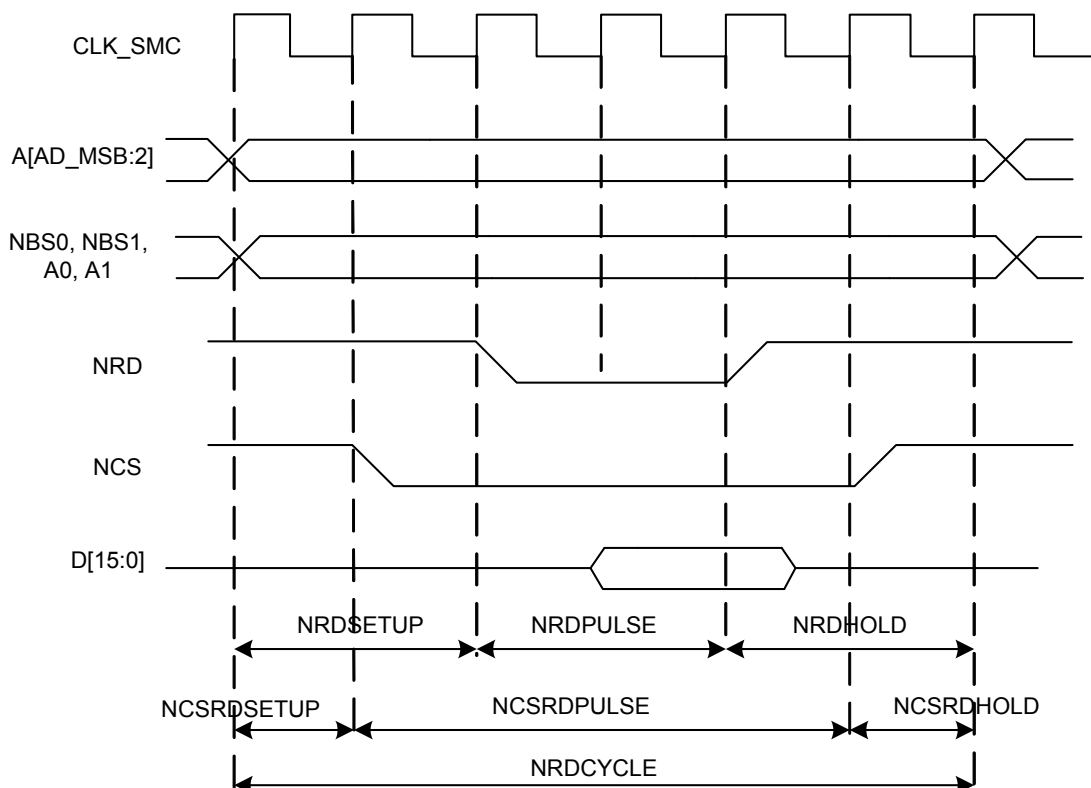 CLK_SMC
A[AD_MSB:2]
NBS0, NBS1,
A0, A1
NRD
NCS
D[15:0]
NRDSETUP
NRDPULSE
NRDHOLD
NCSRDSETUP
NCSRDPULSE
NCSRDHOLD
NRDCYCLE